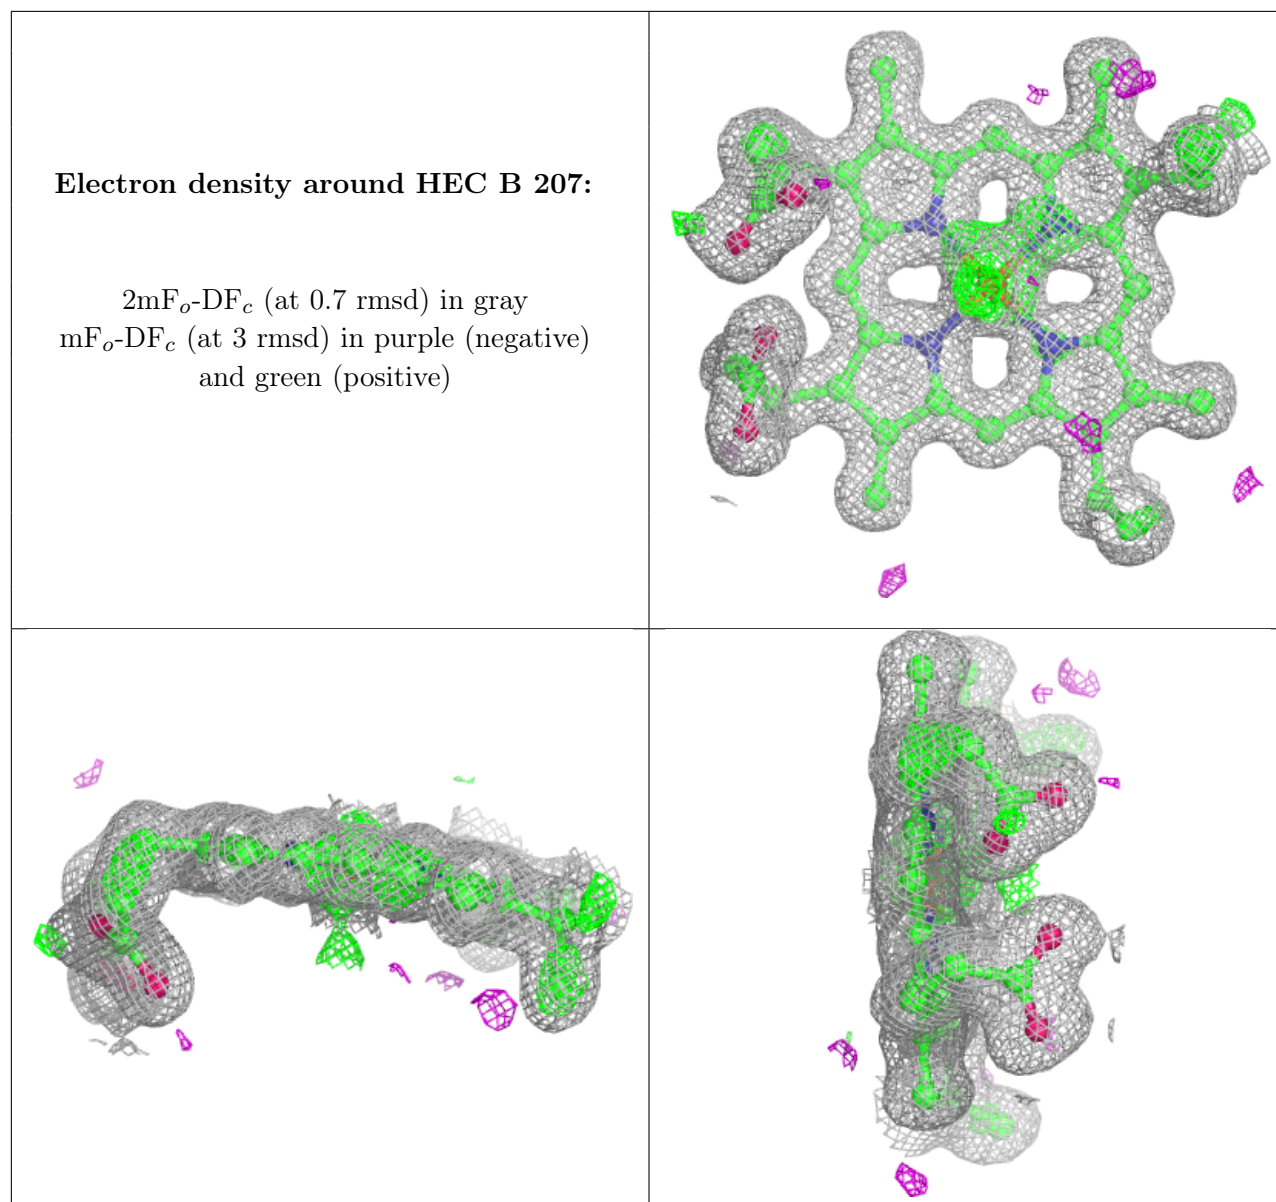 Electron density around HEC B 207:
2mFo-DFc (at 0.7 rmsd) in gray
mFo-DFc (at 3 rmsd) in purple (negative)
and green (positive)